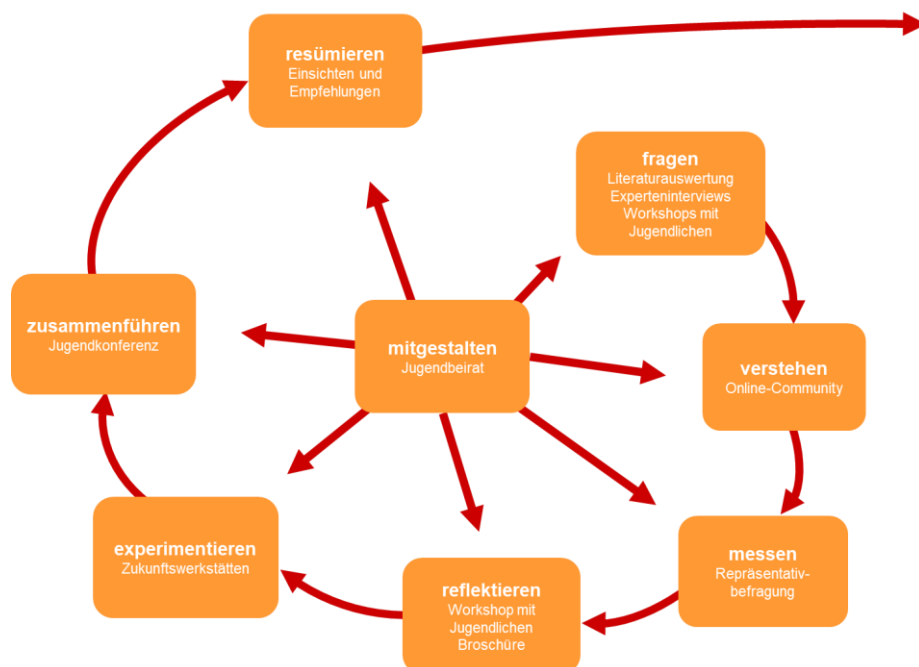 resümieren
Einsichten und
Empfehlungen
fragen
Literaturauswertung
Experteninterviews
Workshops mit
Jugendlichen
verstehen
Online-Community
messen
Repräsentativ-
befragung
reflektieren
Workshop mit
Jugendlichen
Broschüre
experimentieren
Zukunftswerkstätten
zusammenführen
Jugendkonferenz
mitgestalten
Jugendbeirat